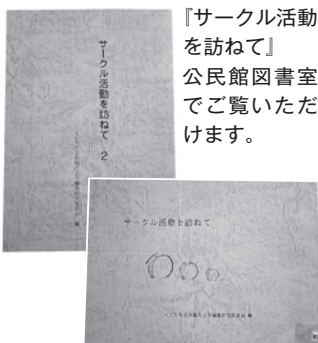 『サークル活動
を訪ねて』
公民館図書室
でご覧いただ
けます。
サークル活動を訪ねて 2
サークル活動を訪ねて